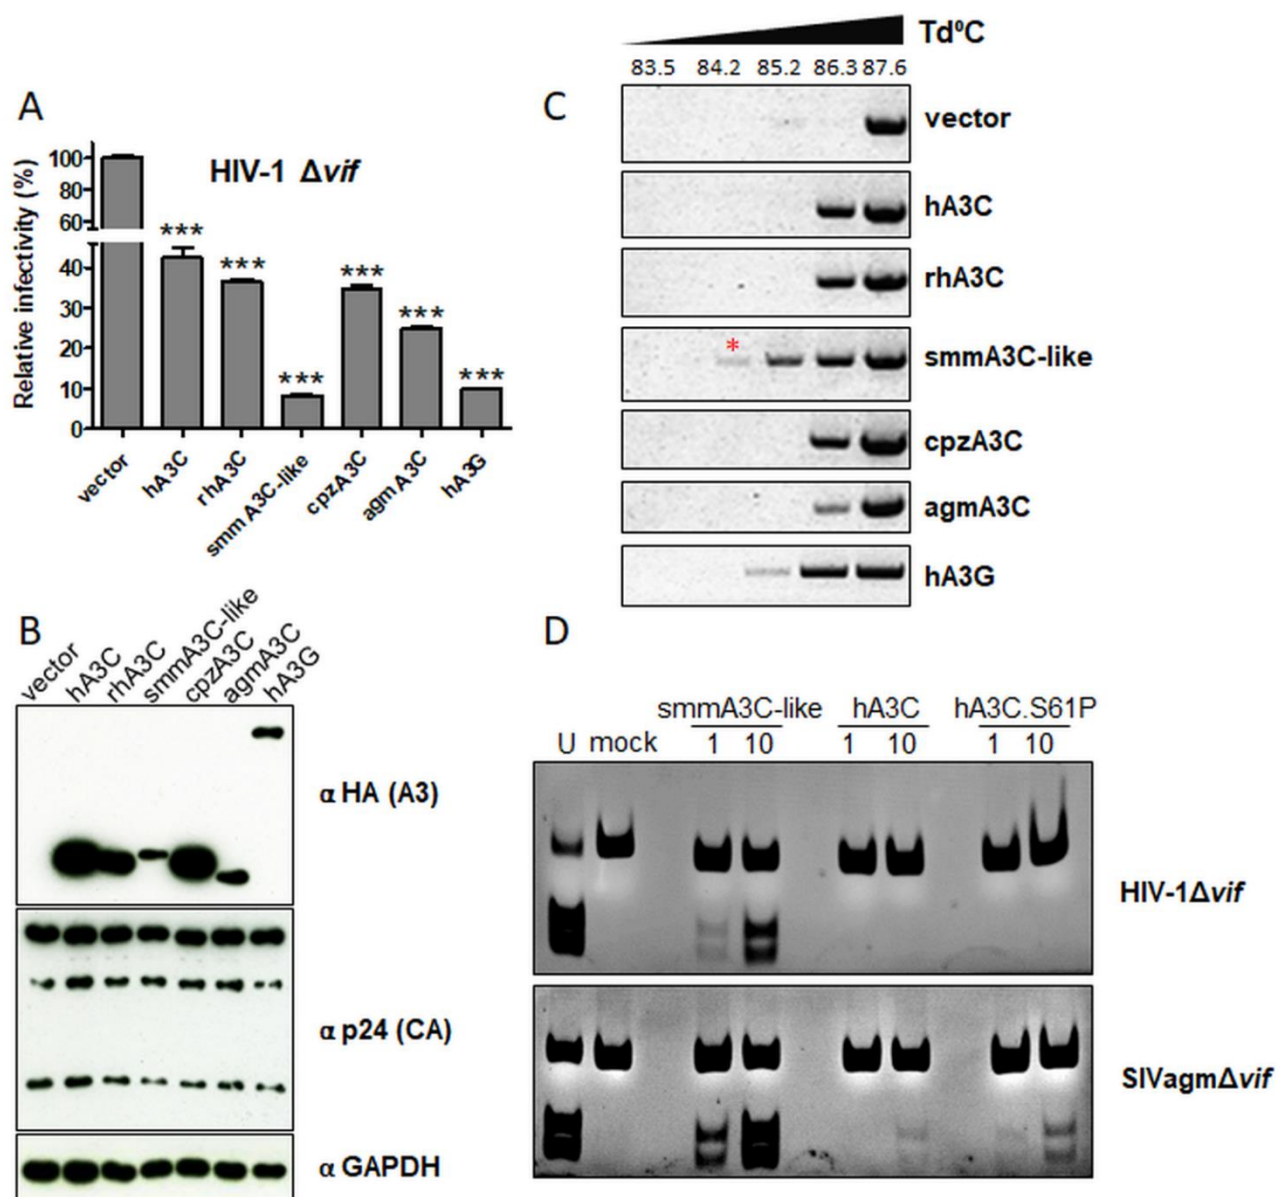 A
HIV-1 Δvif
Relative infectivity (%)
100
80
60
40
30
20
10
0
***
***
***
***
***
***
vector
hA3C
rhA3C
smmA3C-like
cpzA3C
agmA3C
hA3G
B
vector
hA3C
rhA3C
smmA3C-like
cpzA3C
agmA3C
hA3G
α HA (A3)
α p24 (CA)
α GAPDH
C
Td⁰C
83.5 84.2 85.2 86.3 87.6
vector
hA3C
rhA3C
*
smmA3C-like
cpzA3C
agmA3C
hA3G
D
smmA3C-like hA3C hA3C.S61P
U mock 1 10 1 10 1 10
HIV-1Δvif
SIVagmΔvif